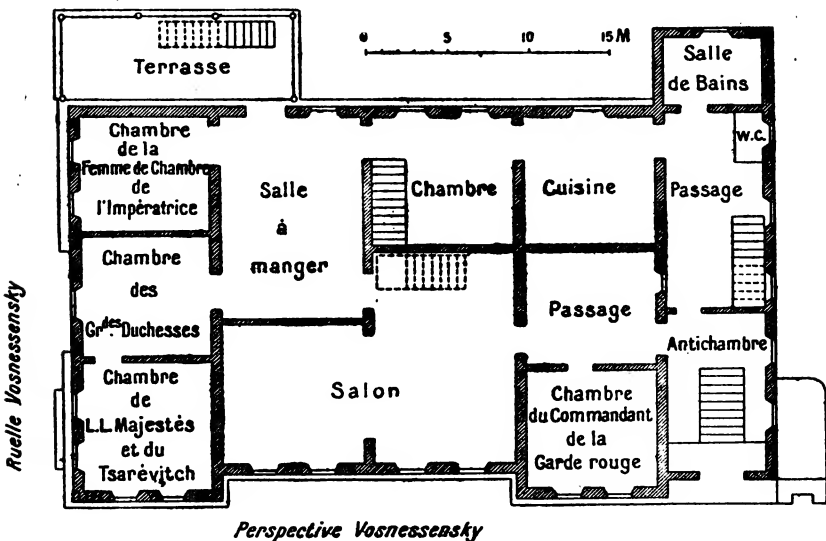 Terrasse
0 5 10 15 M
Salle
de Bains
W.C.
Chambre
de la
Femme de Chambre
de
l'Impératrice
Salle
à
manger
Chambre
Cuisine
Passage
Chambre
des
Grdes Duchesses
Passage
Antichambre
Chambre
de
L.L. Majestés
et du
Tsarévitch
Salon
Chambre
du Commandant
de la
Garde rouge
Ruelle Vosnessensky
Perspective Vosnessensky